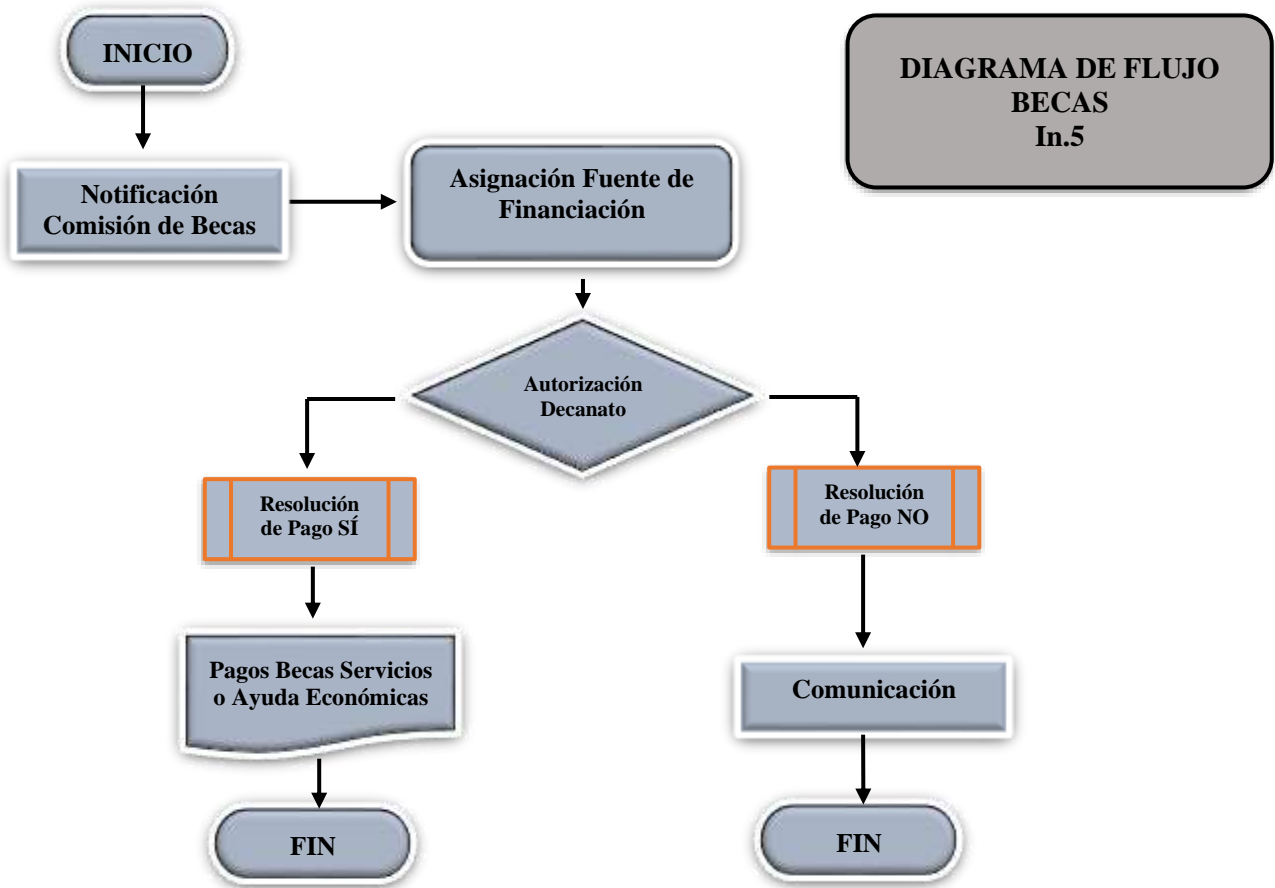 INICIO
DIAGRAMA DE FLUJO
BECAS
In.5
Notificación
Comisión de Becas
Asignación Fuente de
Financiación
Autorización
Decanato
Resolución
de Pago SÍ
Resolución
de Pago NO
Pagos Becas Servicios
o Ayuda Económicas
Comunicación
FIN
FIN